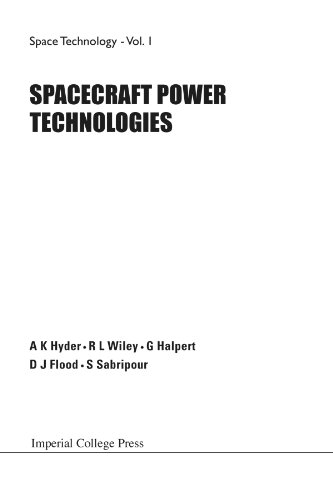 Space Technology - Vol. 1
SPACECRAFT POWER
TECHNOLOGIES
A K Hyder • R L Wiley • G Halpert
D J Flood • S Sabripour
Imperial College Press